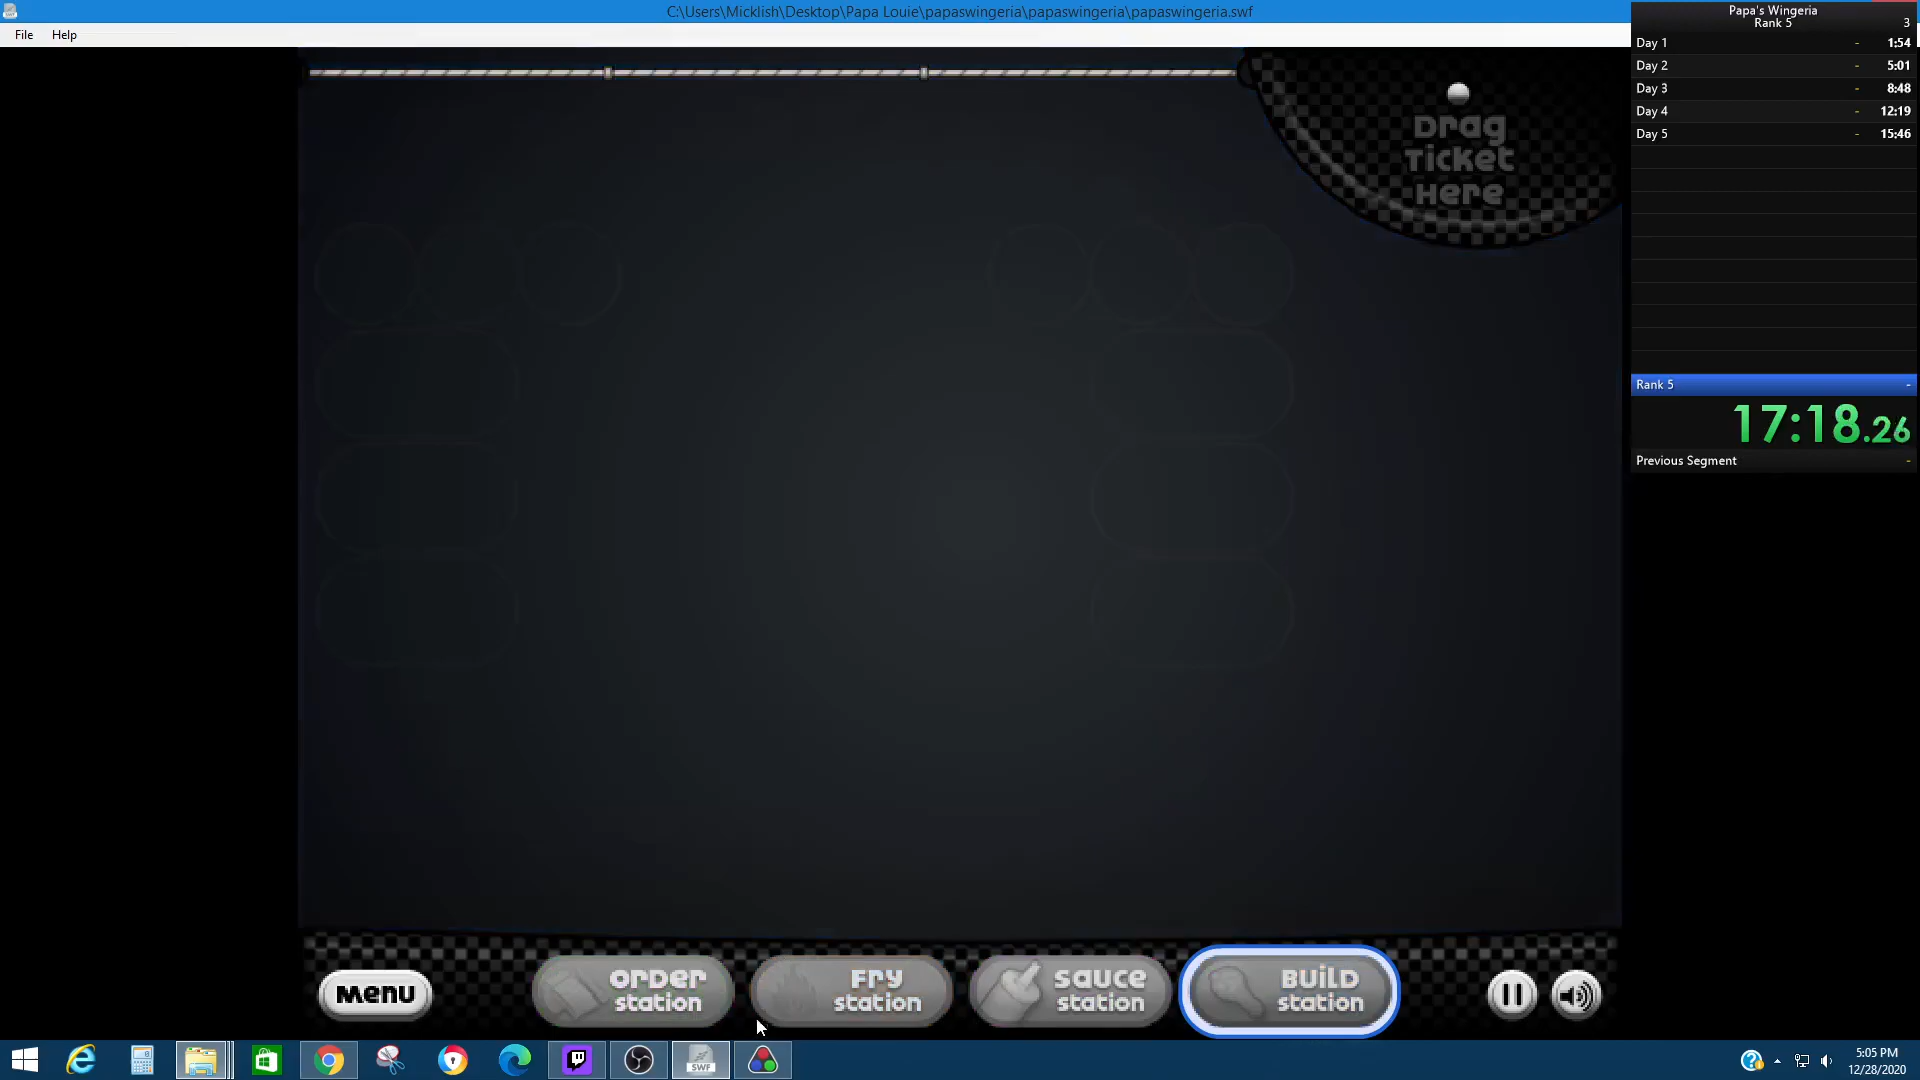 C:\Users\Micklish\Desktop\Papa Louie\papaswingeria\papaswingeria\papaswingeria.swf
File Help
Papa's Wingeria
Rank 5 3
Day 1 - 1:54
Day 2 - 5:01
Day 3 - 8:48
Day 4 - 12:19
Day 5 - 15:46
Rank 5 -
17:18.26
Previous Segment -
Drag
Ticket
Here
menu
order
station
fry
station
sauce
station
build
station
SWF
5:05 PM
12/28/2020